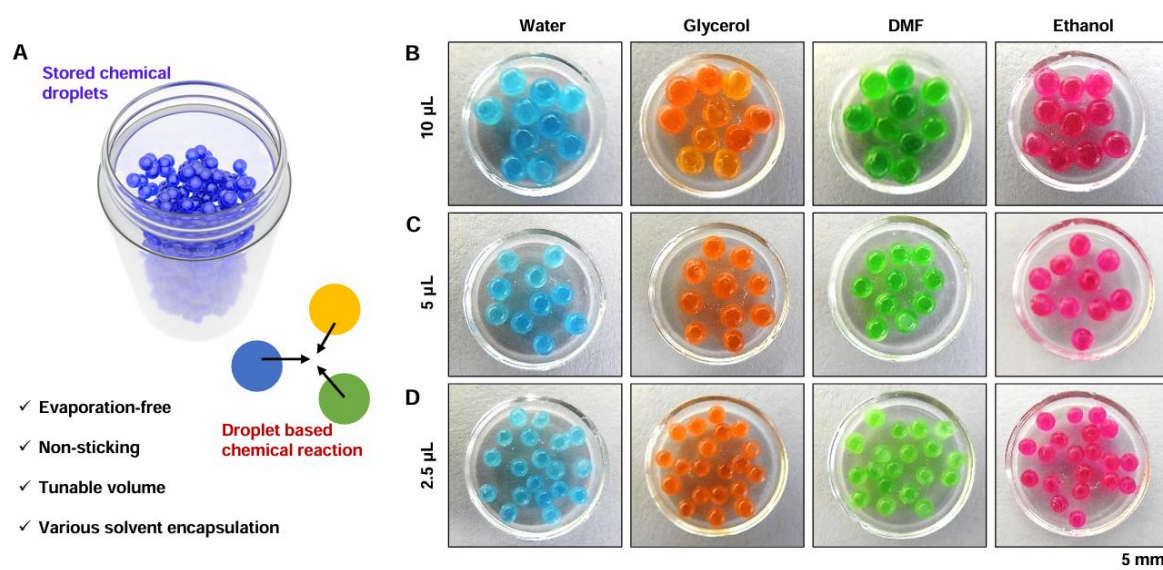 A
Stored chemical
droplets
✓ Evaporation-free
✓ Non-sticking
✓ Tunable volume
✓ Various solvent encapsulation
Droplet based
chemical reaction
Water Glycerol DMF Ethanol
B
10 µL
C
5 µL
D
2.5 µL
5 mm